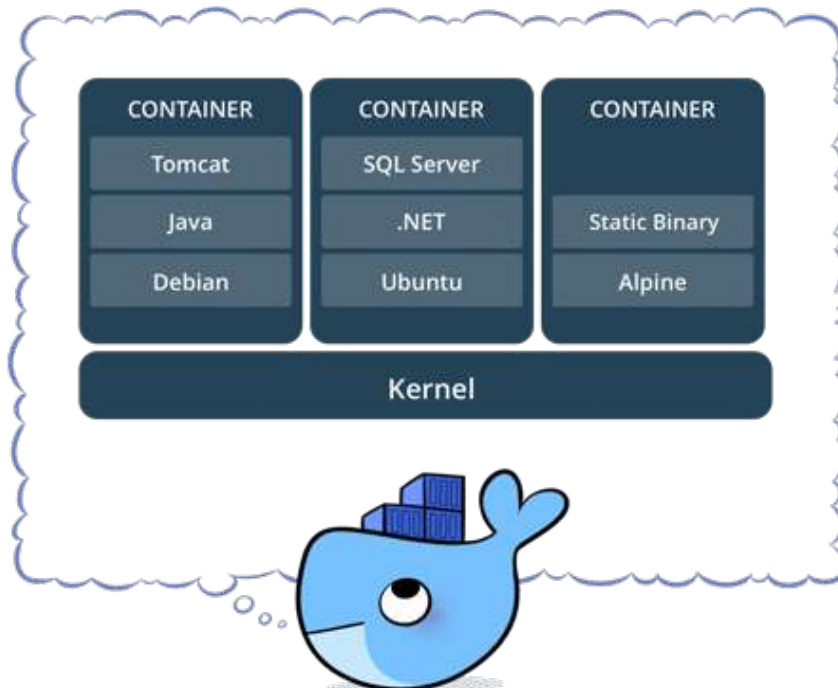 CONTAINER
Tomcat
Java
Debian
CONTAINER
SQL Server
.NET
Ubuntu
CONTAINER
Static Binary
Alpine
Kernel